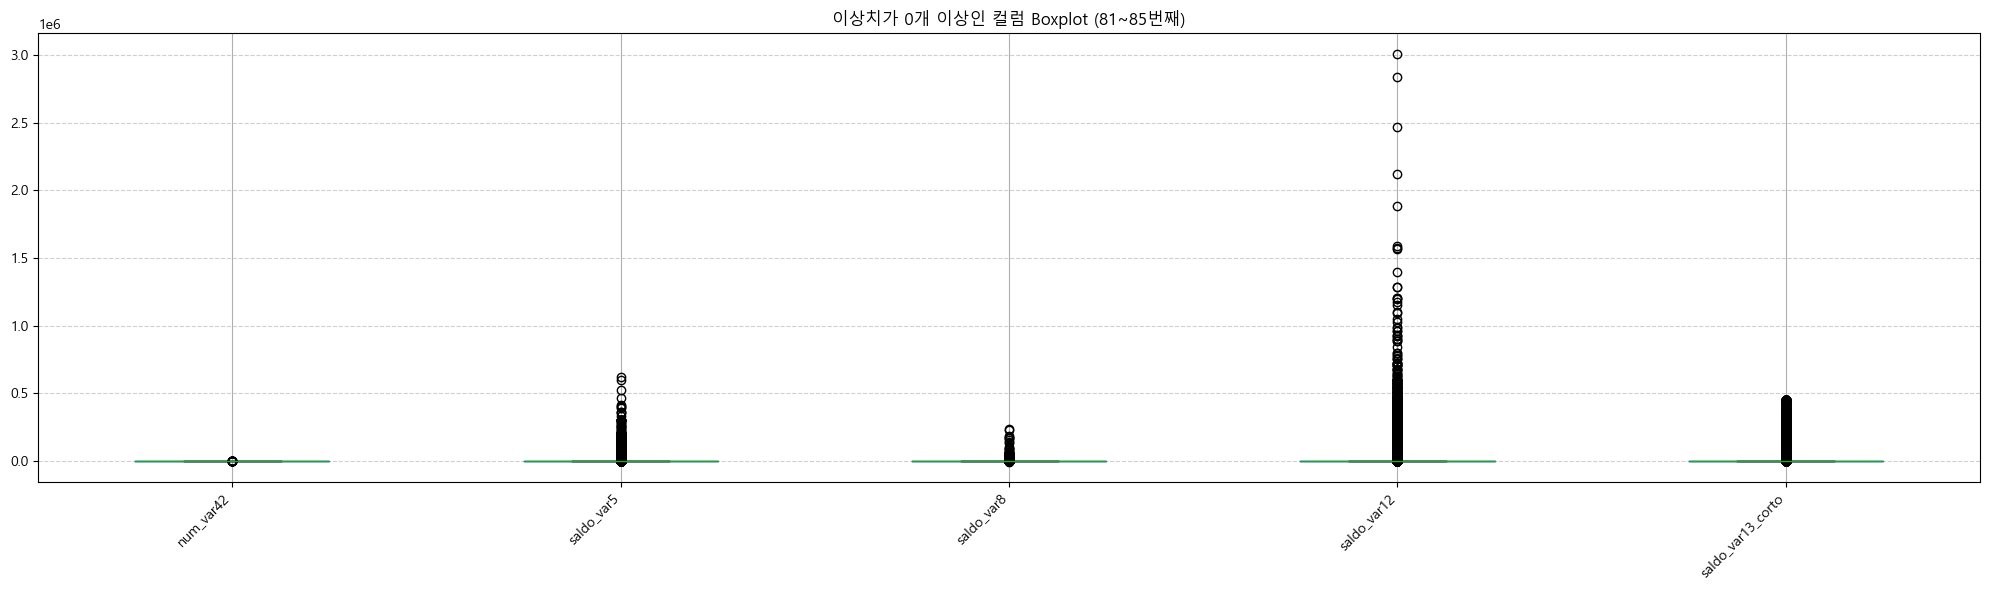 이상치가 0개 이상인 컬럼 Boxplot (81~85번째)
1e6
3.0
2.5
2.0
1.5
1.0
0.5
0.0
num_var42
saldo_var5
saldo_var8
saldo_var12
saldo_var13_corto